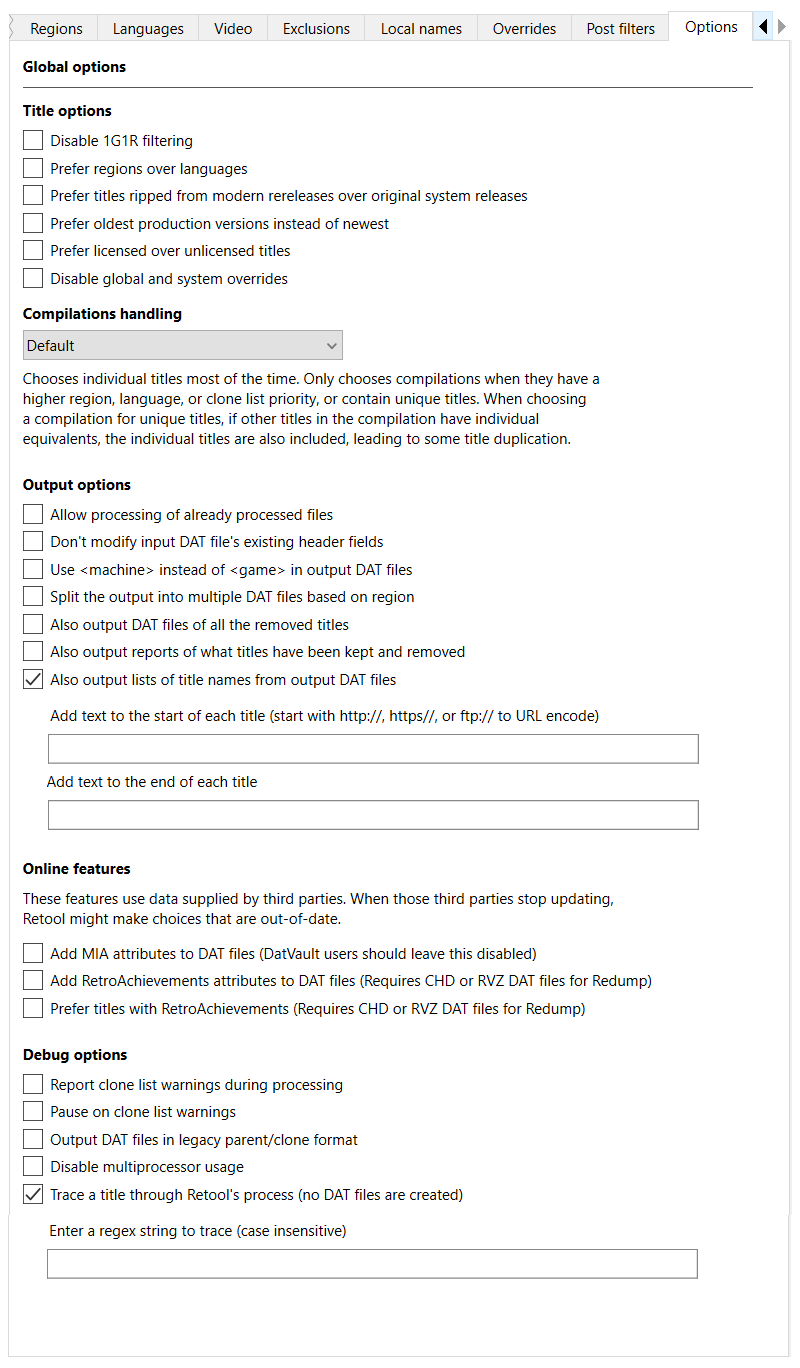 Regions Languages Video Exclusions Local names Overrides Post filters Options
Global options
Title options
Disable 1G1R filtering
Prefer regions over languages
Prefer titles ripped from modern rereleases over original system releases
Prefer oldest production versions instead of newest
Prefer licensed over unlicensed titles
Disable global and system overrides
Compilations handling
Default
Chooses individual titles most of the time. Only chooses compilations when they have a
higher region, language, or clone list priority, or contain unique titles. When choosing
a compilation for unique titles, if other titles in the compilation have individual
equivalents, the individual titles are also included, leading to some title duplication.
Output options
Allow processing of already processed files
Don't modify input DAT file's existing header fields
Use <machine> instead of <game> in output DAT files
Split the output into multiple DAT files based on region
Also output DAT files of all the removed titles
Also output reports of what titles have been kept and removed
Also output lists of title names from output DAT files
Add text to the start of each title (start with http://, https//, or ftp:// to URL encode)
Add text to the end of each title
Online features
These features use data supplied by third parties. When those third parties stop updating,
Retool might make choices that are out-of-date.
Add MIA attributes to DAT files (DatVault users should leave this disabled)
Add RetroAchievements attributes to DAT files (Requires CHD or RVZ DAT files for Redump)
Prefer titles with RetroAchievements (Requires CHD or RVZ DAT files for Redump)
Debug options
Report clone list warnings during processing
Pause on clone list warnings
Output DAT files in legacy parent/clone format
Disable multiprocessor usage
Trace a title through Retool's process (no DAT files are created)
Enter a regex string to trace (case insensitive)